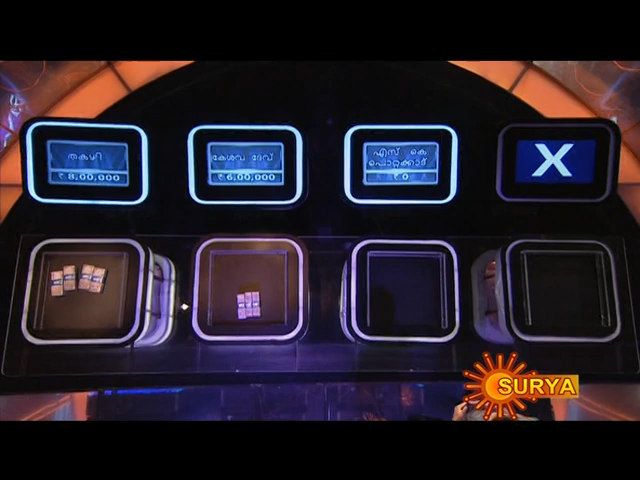 തകഴി
₹ 8,00,000
കേശവ ദേവ്
₹ 6,00,000
എസ് കെ
പൊറ്റക്കാട്
₹ 0
X
SURYA